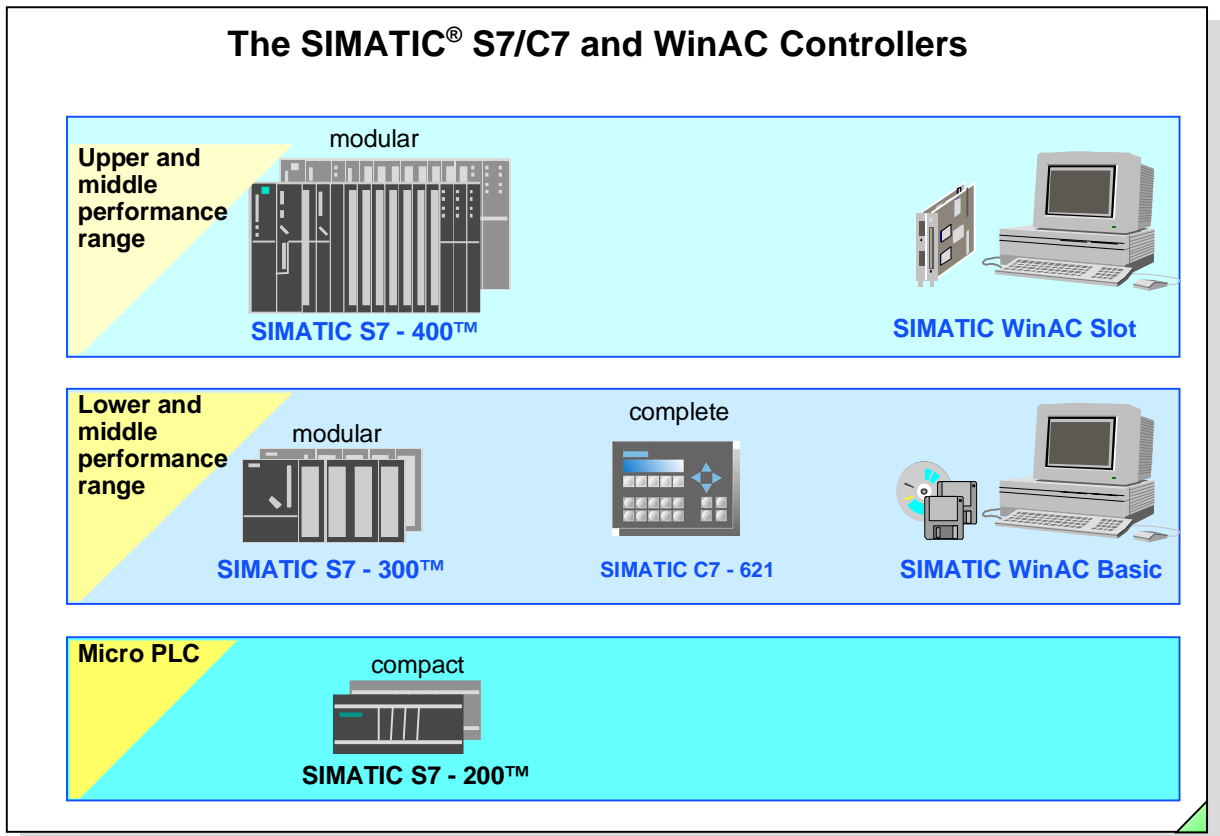 The SIMATIC® S7/C7 and WinAC Controllers
Upper and
middle
performance
range
modular
SIMATIC S7 - 400™
SIMATIC WinAC Slot
Lower and
middle
performance
range
modular
SIMATIC S7 - 300™
complete
SIMATIC C7 - 621
SIMATIC WinAC Basic
Micro PLC
compact
SIMATIC S7 - 200™